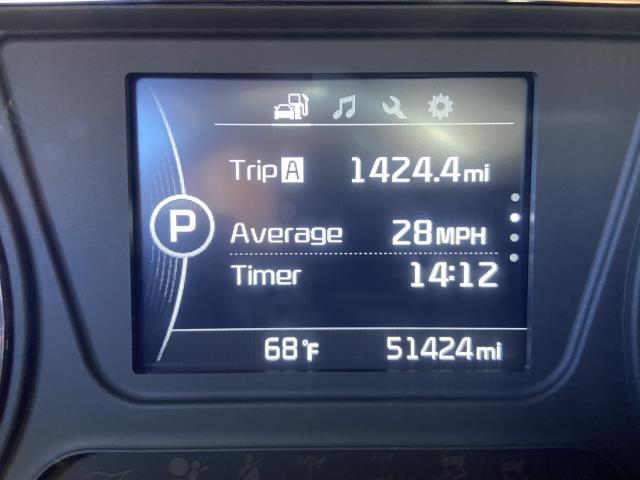 Trip A 1424.4mi
P
Average 28MPH
Timer 14:12
68°F 51424mi